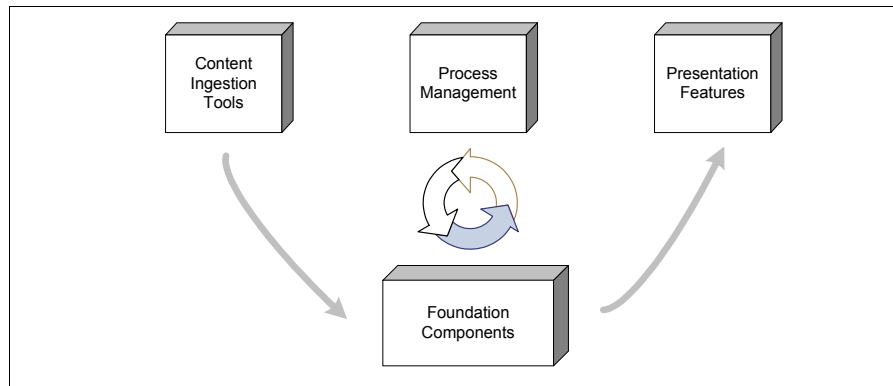 Content
Ingestion
Tools
Process
Management
Presentation
Features
Foundation
Components